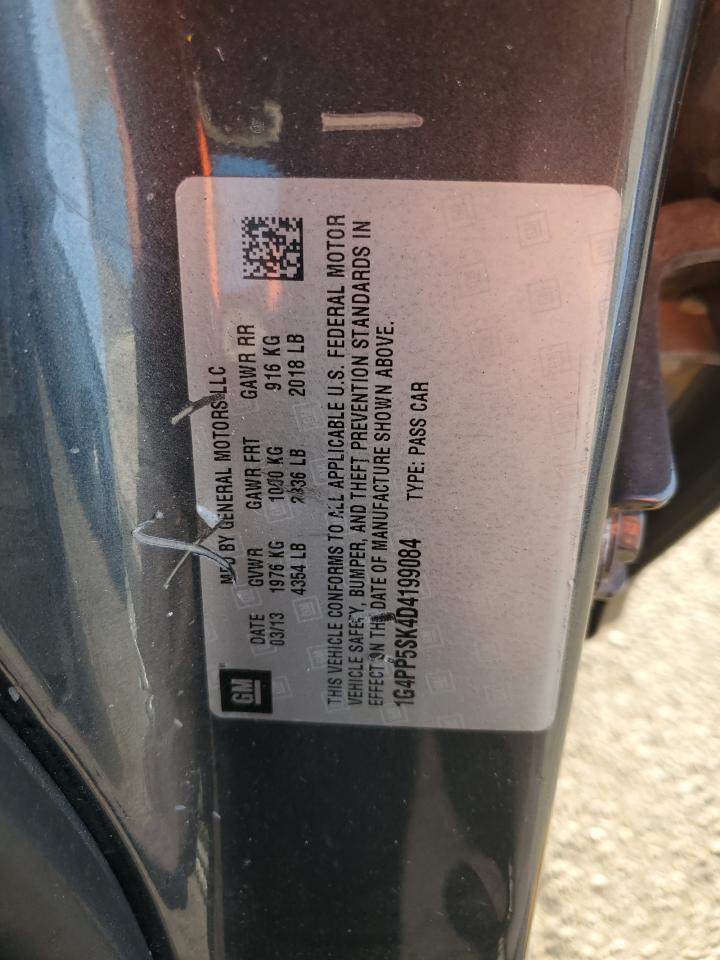 GM
MFD BY GENERAL MOTORS LLC
DATE GVWR GAWR FRT GAWR RR
03/13 1976 KG 1060 KG 916 KG
4354 LB 2336 LB 2018 LB
THIS VEHICLE CONFORMS TO ALL APPLICABLE U.S. FEDERAL MOTOR
VEHICLE SAFETY, BUMPER, AND THEFT PREVENTION STANDARDS IN
EFFECT ON THE DATE OF MANUFACTURE SHOWN ABOVE.
1G4PP5SK4D4199084 TYPE: PASS CAR